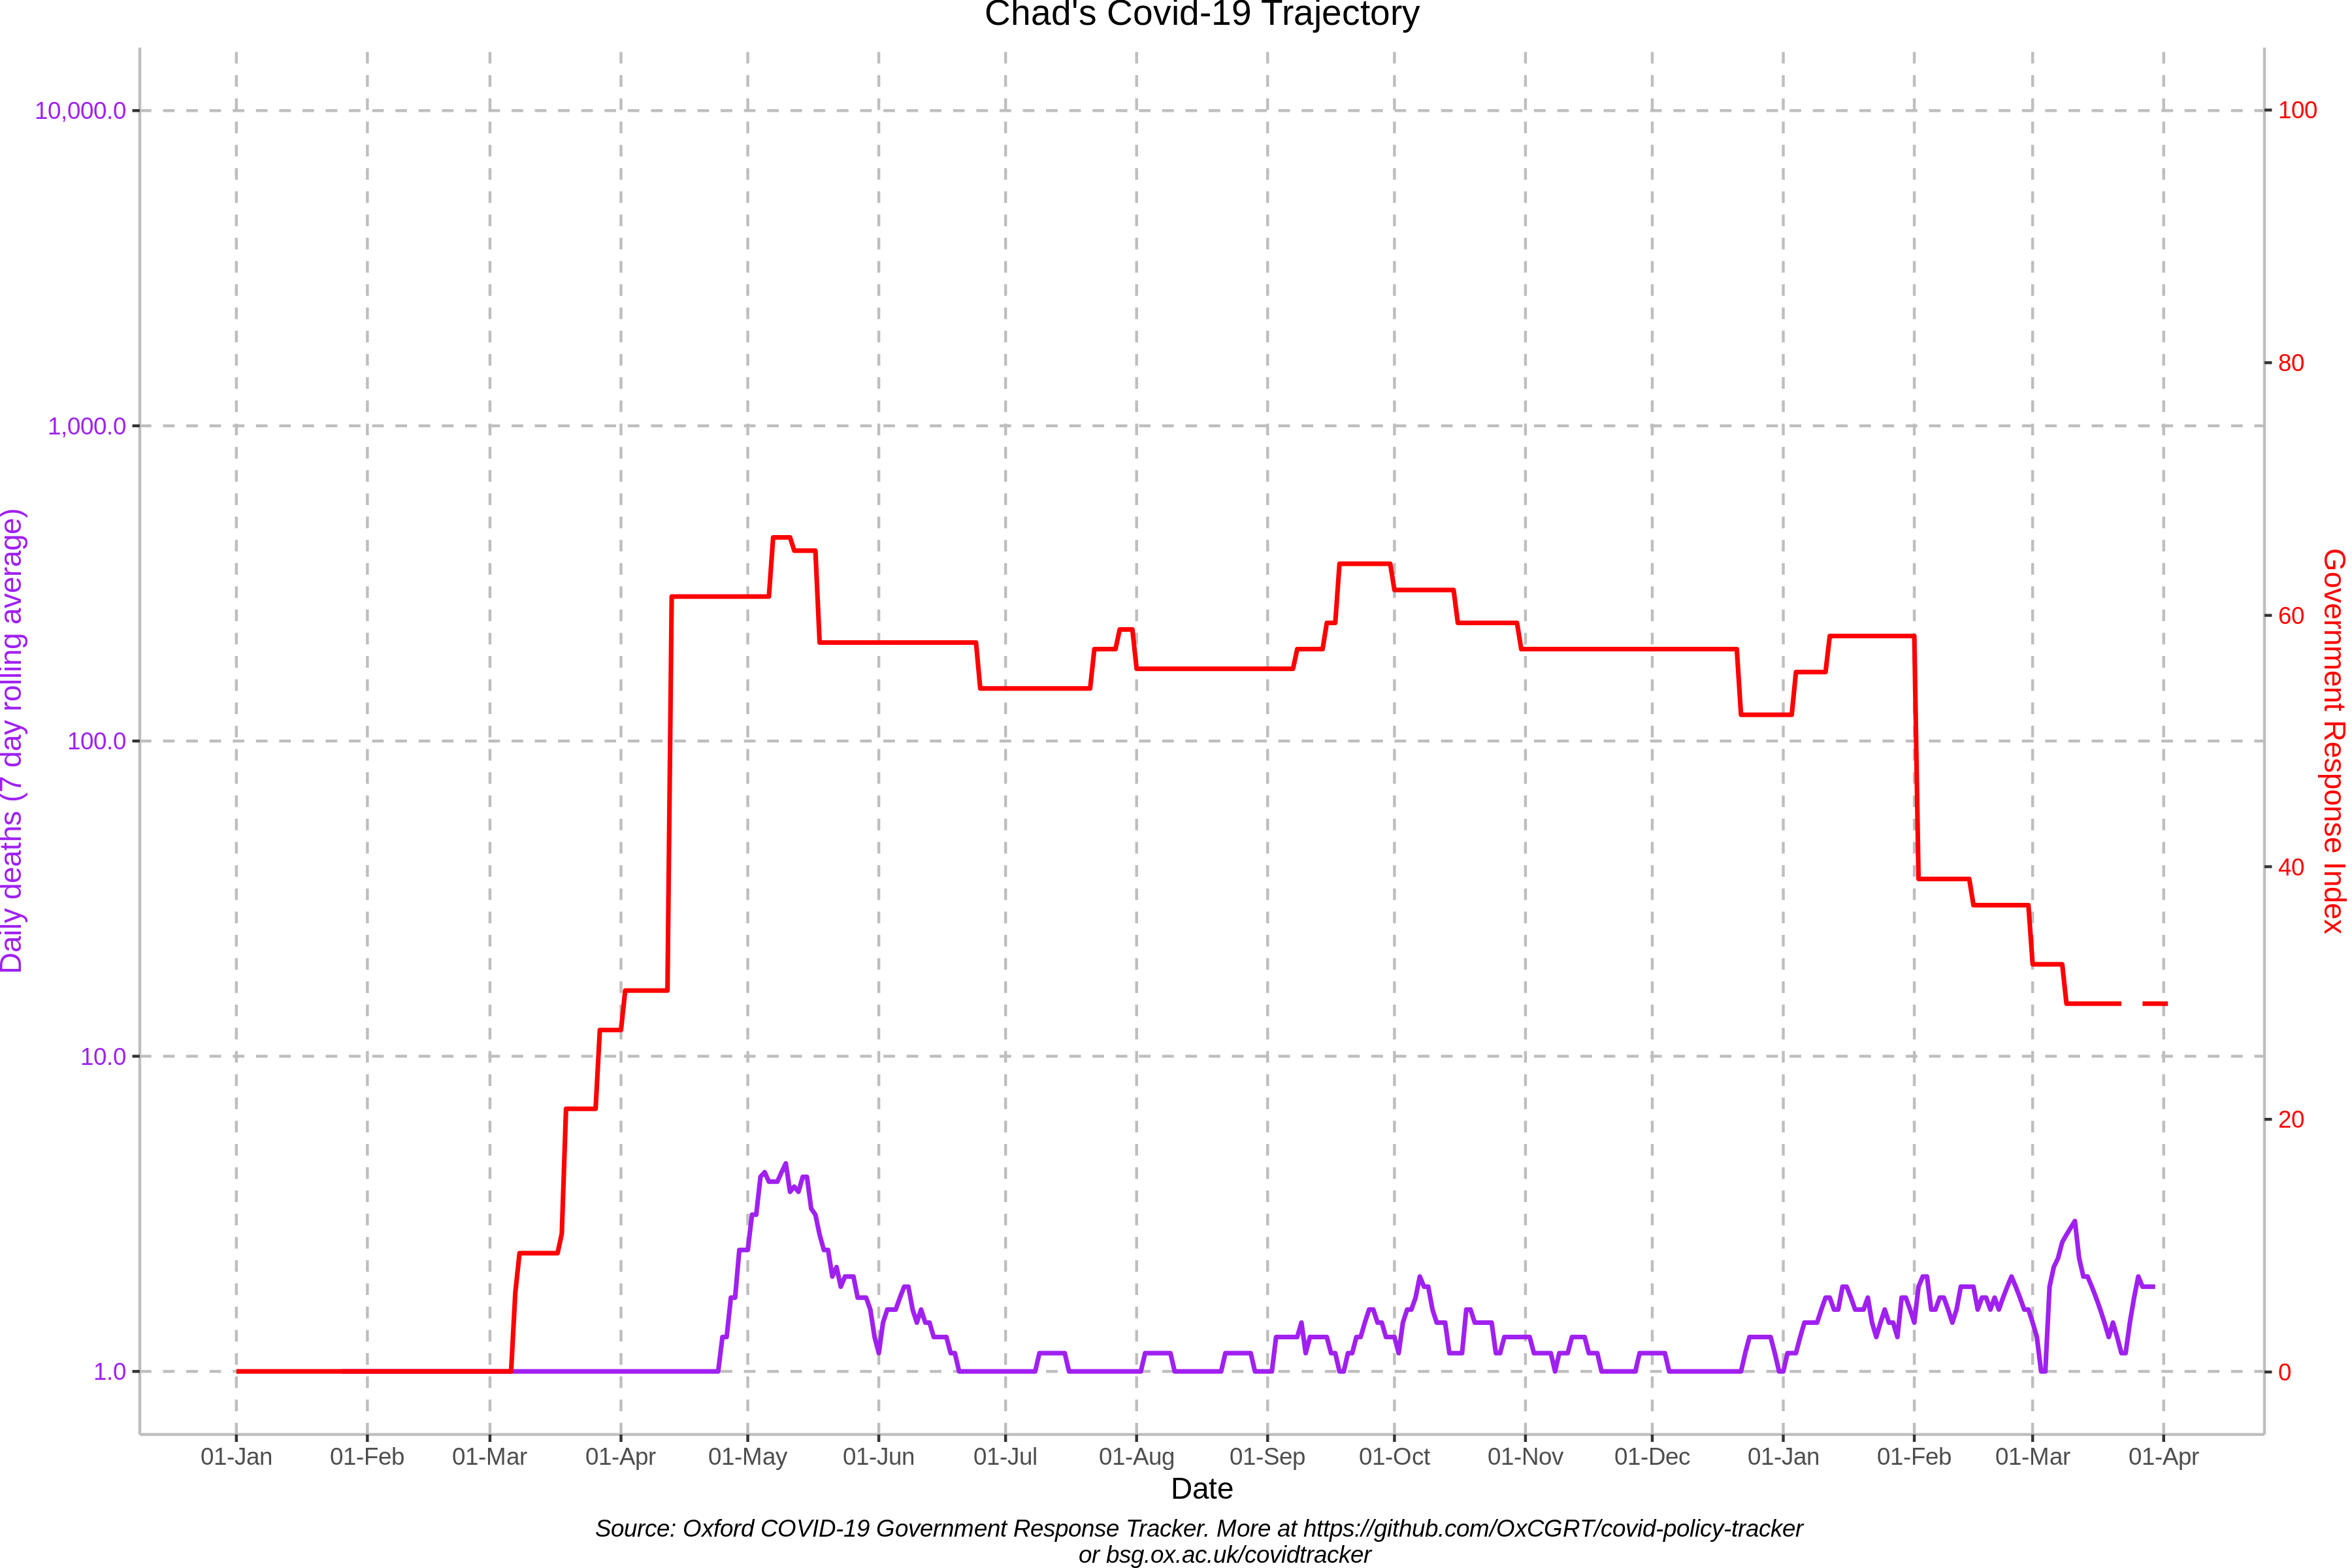 Chad's Covid-19 Trajectory
10,000.0
1,000.0
100.0
10.0
1.0
Daily deaths (7 day rolling average)
100
80
60
40
20
0
Government Response Index
01-Jan
01-Feb
01-Mar
01-Apr
01-May
01-Jun
01-Jul
01-Aug
01-Sep
01-Oct
01-Nov
01-Dec
01-Jan
01-Feb
01-Mar
01-Apr
Date
Source: Oxford COVID-19 Government Response Tracker. More at https://github.com/OxCGRT/covid-policy-tracker
or bsg.ox.ac.uk/covidtracker